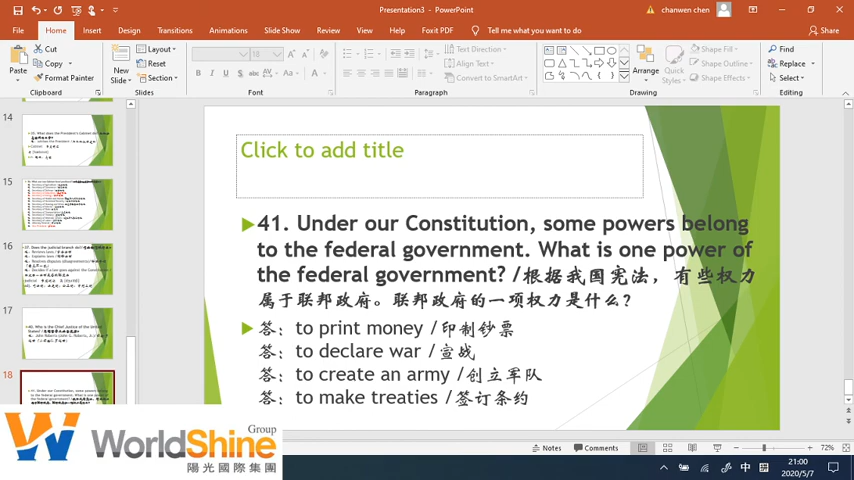 Presentation3 - PowerPoint
chanwen chen
File
Home
Insert
Design
Transitions
Animations
Slide Show
Review
View
Help
Foxit PDF
Tell me what you want to do
Share
Paste
Cut
Copy
Format Painter
Clipboard
New
Slide
Layout
Reset
Section
Slides
18
Font
Text Direction
Align Text
Convert to SmartArt
Paragraph
Arrange
Quick
Styles
Shape Fill
Shape Outline
Shape Effects
Drawing
Find
Replace
Select
Editing
14
15
16
17
18
Click to add title
41. Under our Constitution, some powers belong
to the federal government. What is one power of
the federal government? /根据我国宪法，有些权力
属于联邦政府。联邦政府的一项权力是什么？
答：to print money /印制钞票
答：to declare war /宣战
答：to create an army /创立军队
答：to make treaties /签订条约
Notes
Comments
72%
WorldShine
Group
陽光國際集團
中
21:00
2020/5/7